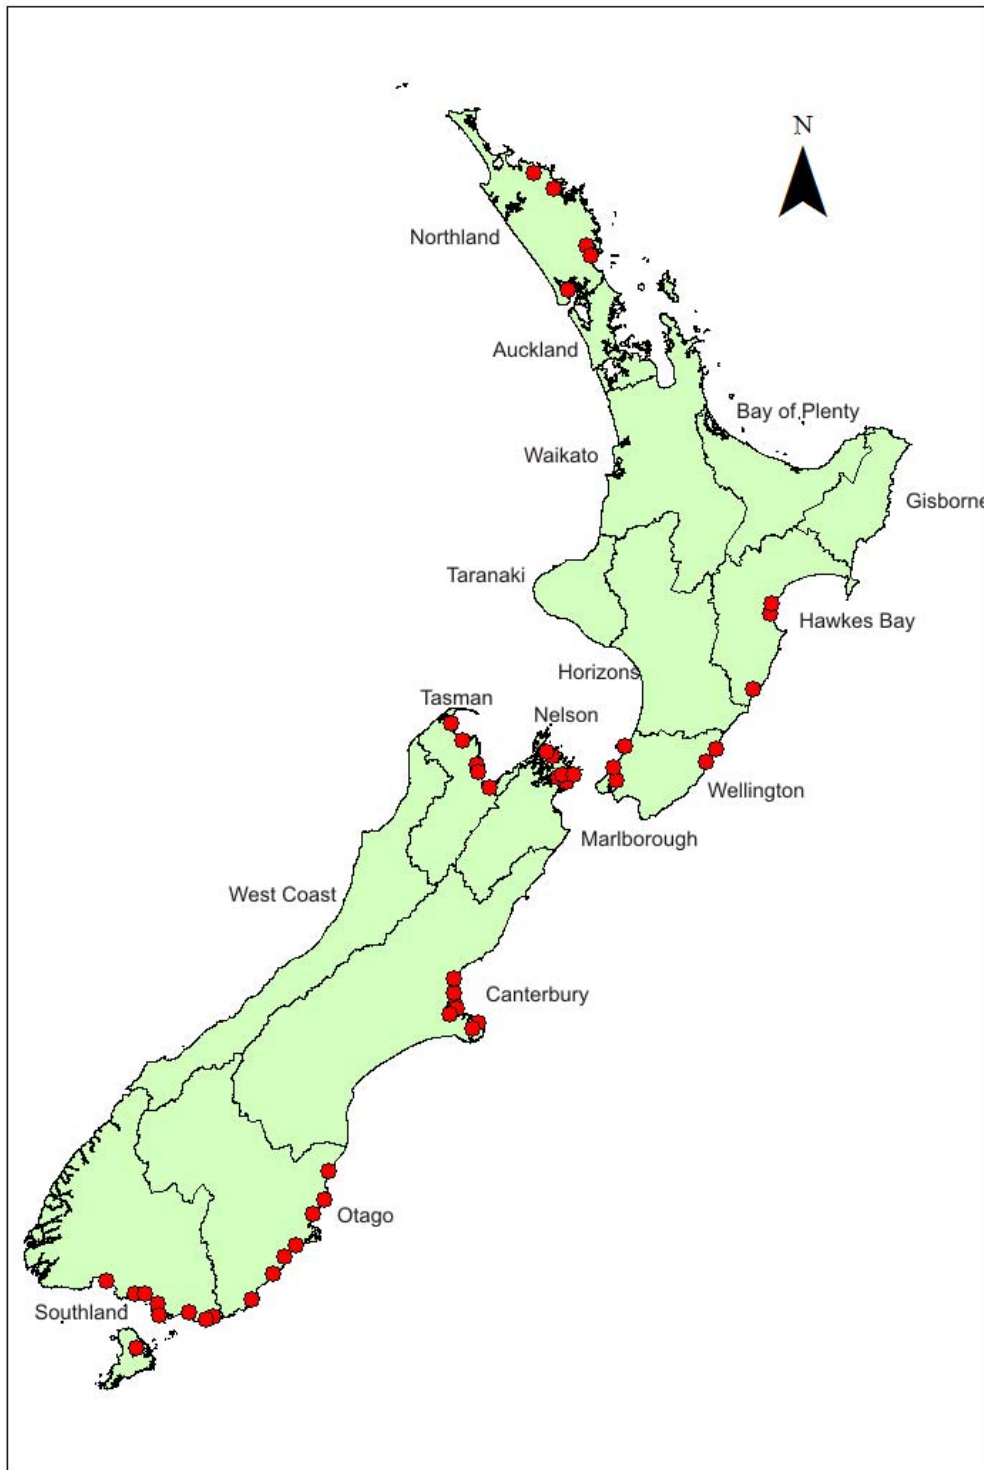 N
Northland
Auckland
Bay of Plenty
Waikato
Gisborne
Taranaki
Hawkes Bay
Horizons
Tasman
Nelson
Wellington
Marlborough
West Coast
Canterbury
Otago
Southland